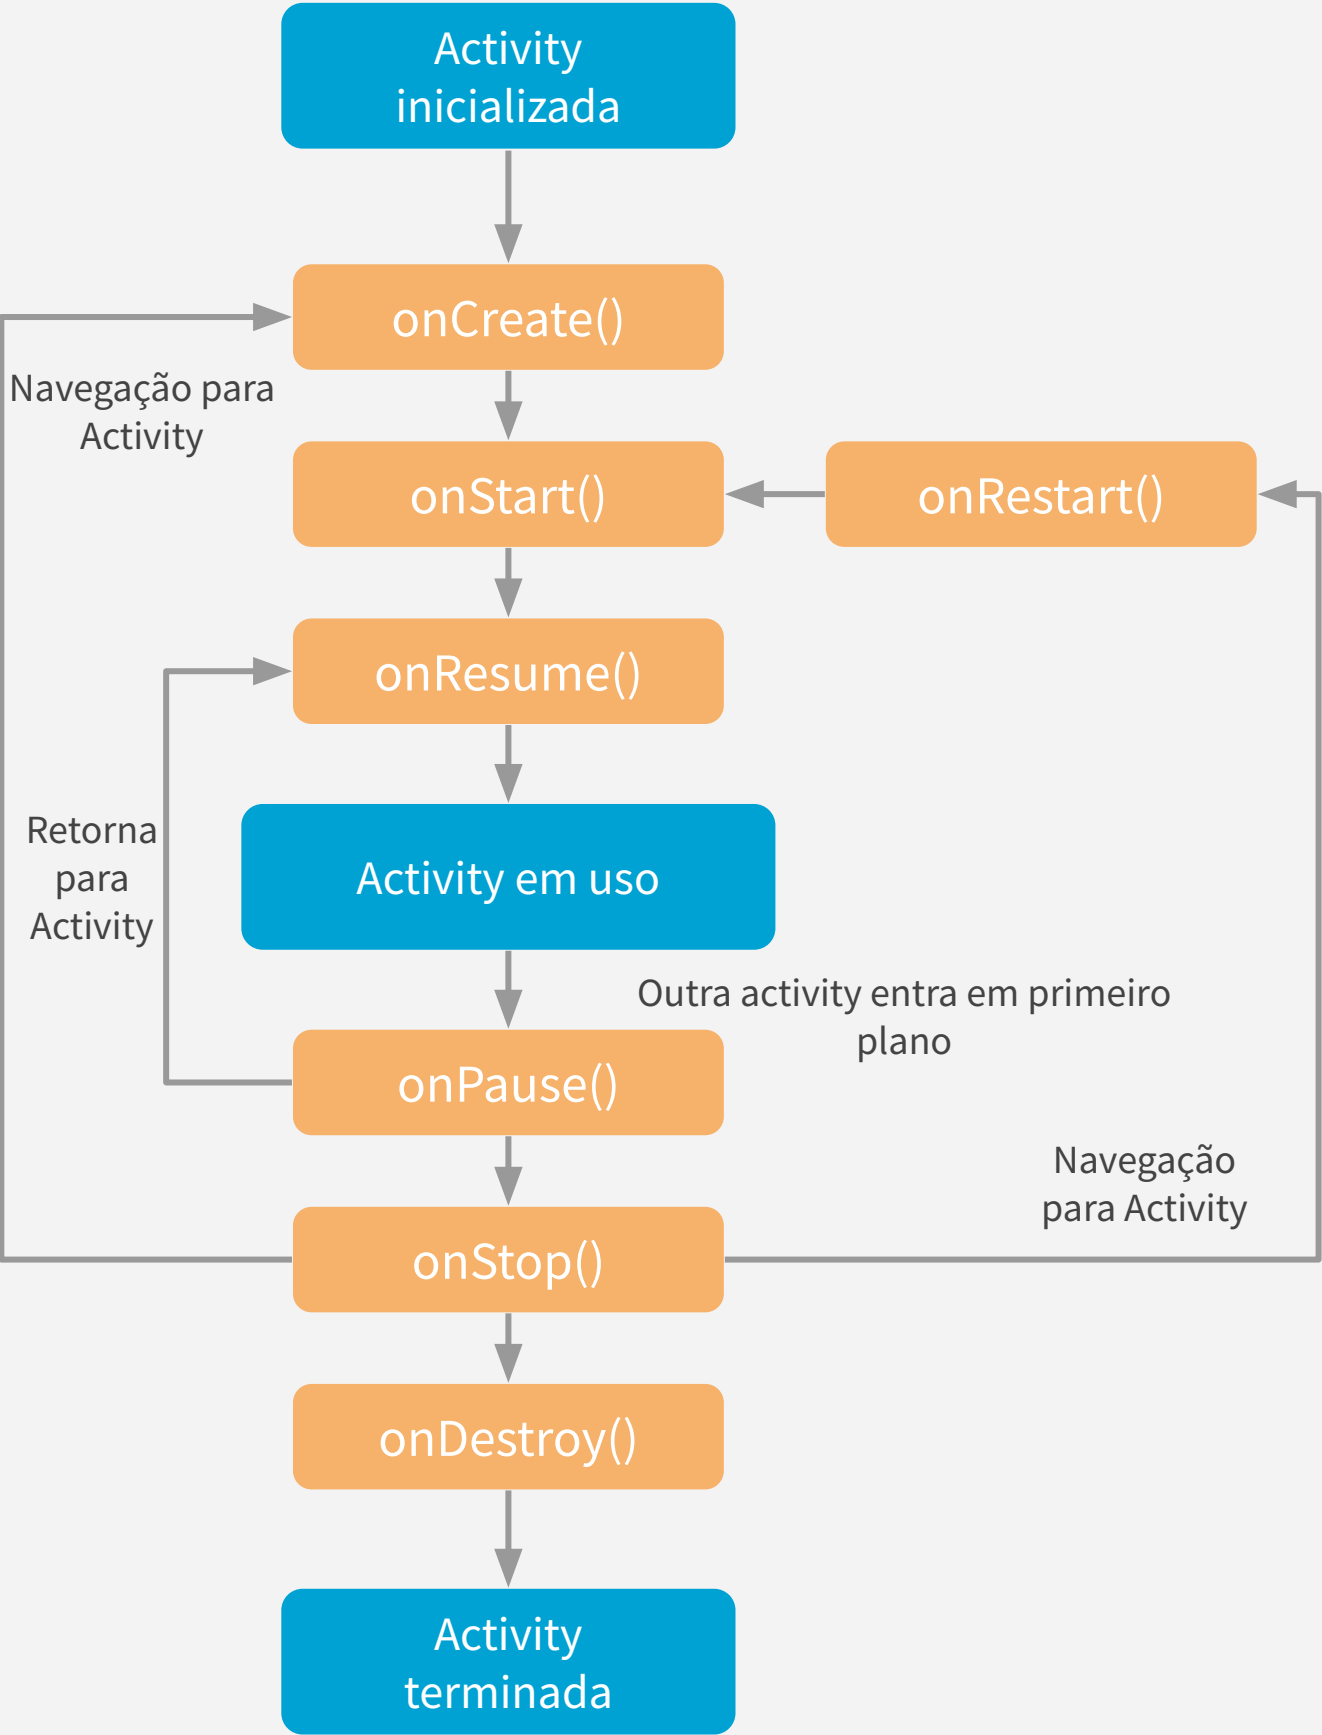 Activity
inicializada
onCreate()
Navegação para
Activity
onStart()
onRestart()
onResume()
Retorna
para
Activity
Activity em uso
Outra activity entra em primeiro
plano
onPause()
Navegação
para Activity
onStop()
onDestroy()
Activity
terminada